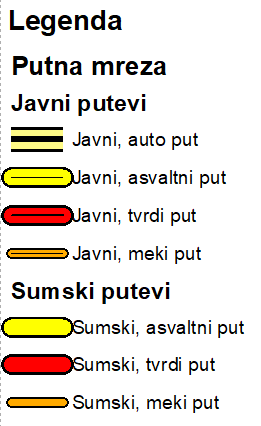 Legenda
Putna mreza
Javni putevi
Javni, auto put
Javni, asvaltni put
Javni, tvrdi put
Javni, meki put
Sumski putevi
Sumski, asvaltni put
Sumski, tvrdi put
Sumski, meki put